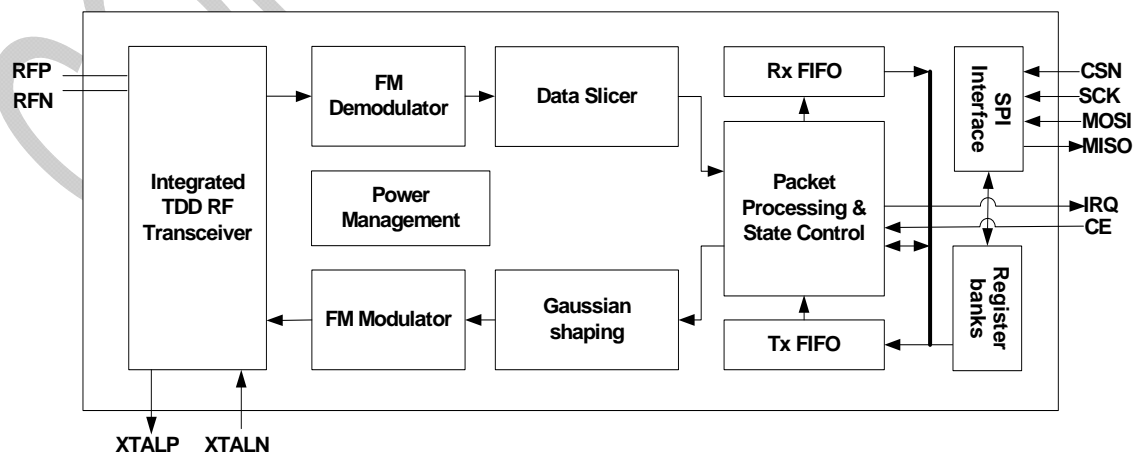 RFP
RFN
Integrated
TDD RF
Transceiver
FM
Demodulator
Data Slicer
Rx FIFO
SPI
Interface
CSN
SCK
MOSI
MISO
Power
Management
Packet
Processing &
State Control
IRQ
CE
FM Modulator
Gaussian
shaping
Tx FIFO
Register
banks
XTALP
XTALN